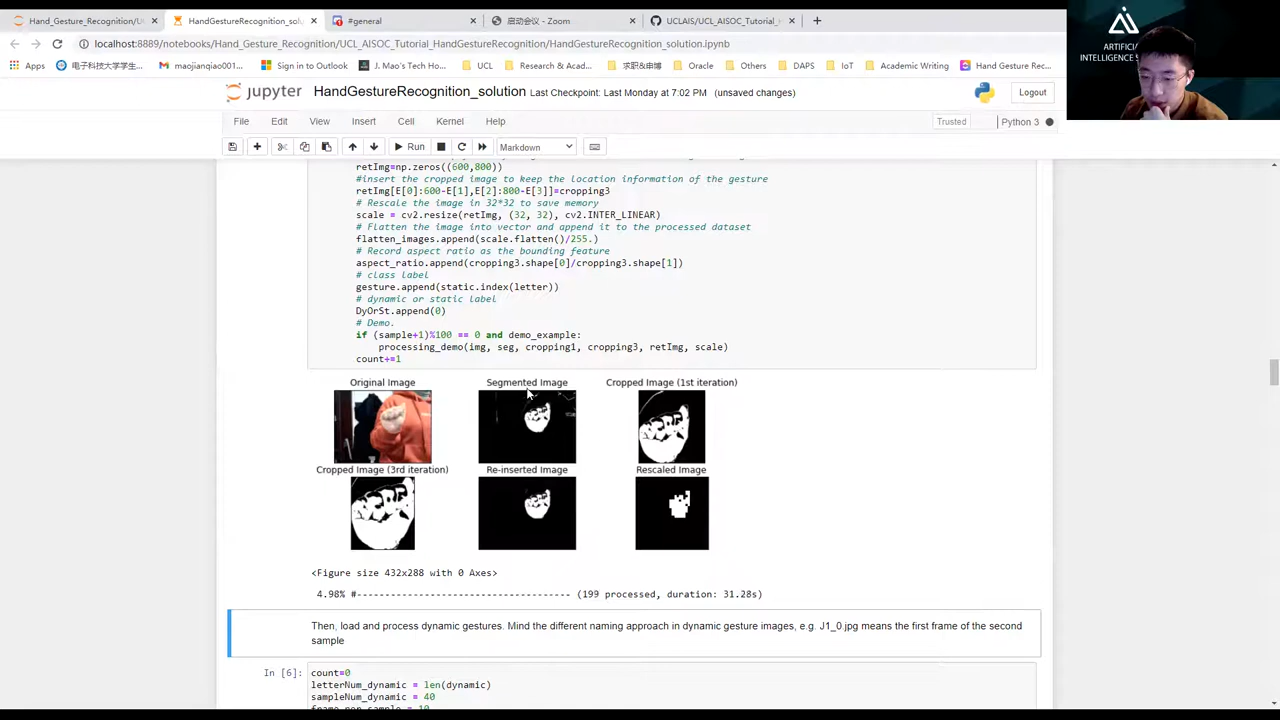 Hand_Gesture_Recognition/U
HandGestureRecognition_solu
#general
启动会议 - Zoom
UCLAIS/UCL_AISOC_Tutorial_
localhost:8889/notebooks/Hand_Gesture_Recognition/UCL_AISOC_Tutorial_HandGestureRecognition/HandGestureRecognition_solution.ipynb
Apps
电子科技大学学生...
maojianqiao001...
Sign in to Outlook
J. Mao's Tech Ho...
UCL
Research & Acade...
求职&申博
Oracle
Others
DAPS
IoT
Academic Writing
Hand Gesture Rec...
ARTIFIC
INTELLIGENCE S
jupyter HandGestureRecognition_solution Last Checkpoint: Last Monday at 7:02 PM (unsaved changes)
Logout
File Edit View Insert Cell Kernel Help
Trusted
Python 3
Run
Markdown
retImg=np.zeros((600,800))
#insert the cropped image to keep the location information of the gesture
retImg[E[0]:600-E[1],E[2]:800-E[3]]=cropping3
# Rescale the image in 32*32 to save memory
scale = cv2.resize(retImg, (32, 32), cv2.INTER_LINEAR)
# Flatten the image into vector and append it to the processed dataset
flatten_images.append(scale.flatten()/255.)
# Record aspect ratio as the bounding feature
aspect_ratio.append(cropping3.shape[0]/cropping3.shape[1])
# class label
gesture.append(static.index(letter))
# dynamic or static label
DyOrSt.append(0)
# Demo.
if (sample+1)%100 == 0 and demo_example:
processing_demo(img, seg, cropping1, cropping3, retImg, scale)
count+=1
Original Image
Segmented Image
Cropped Image (1st iteration)
Cropped Image (3rd iteration)
Re-inserted Image
Rescaled Image
<Figure size 432x288 with 0 Axes>
4.98% #------------------------------------- (199 processed, duration: 31.28s)
Then, load and process dynamic gestures. Mind the different naming approach in dynamic gesture images, e.g. J1_0.jpg means the first frame of the second
sample
In [6]:
count=0
letterNum_dynamic = len(dynamic)
sampleNum_dynamic = 40